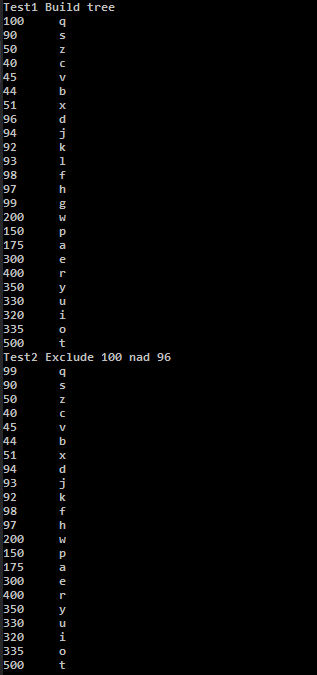 Test1 Build tree
100 q
90 s
50 z
40 c
45 v
44 b
51 x
96 d
94 j
92 k
93 l
98 f
97 h
99 g
200 w
150 p
175 a
300 e
400 r
350 y
330 u
320 i
335 o
500 t
Test2 Exclude 100 nad 96
99 q
90 s
50 z
40 c
45 v
44 b
51 x
94 d
93 j
92 k
98 f
97 h
200 w
150 p
175 a
300 e
400 r
350 y
330 u
320 i
335 o
500 t